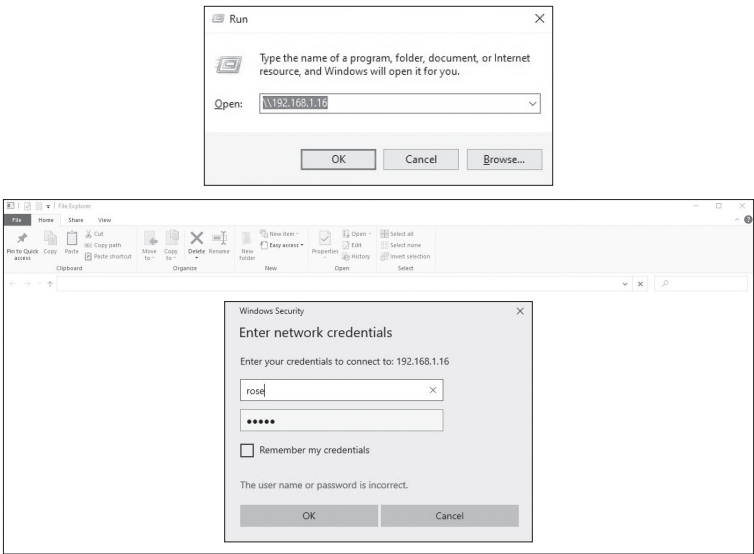 Run
Type the name of a program, folder, document, or Internet
resource, and Windows will open it for you.
Open:
\\192.168.1.16
OK
Cancel
Browse...
File Explorer
File
Home
Share
View
Pin to Quick
access
Copy
Paste
Cut
Copy path
Paste shortcut
Clipboard
Move
to
Copy
to
Delete
Rename
Organize
New
folder
New item
Easy access
New
Properties
Open
Edit
History
Open
Select all
Select none
Invert selection
Select
Windows Security
Enter network credentials
Enter your credentials to connect to: 192.168.1.16
rose
Remember my credentials
The user name or password is incorrect.
OK
Cancel